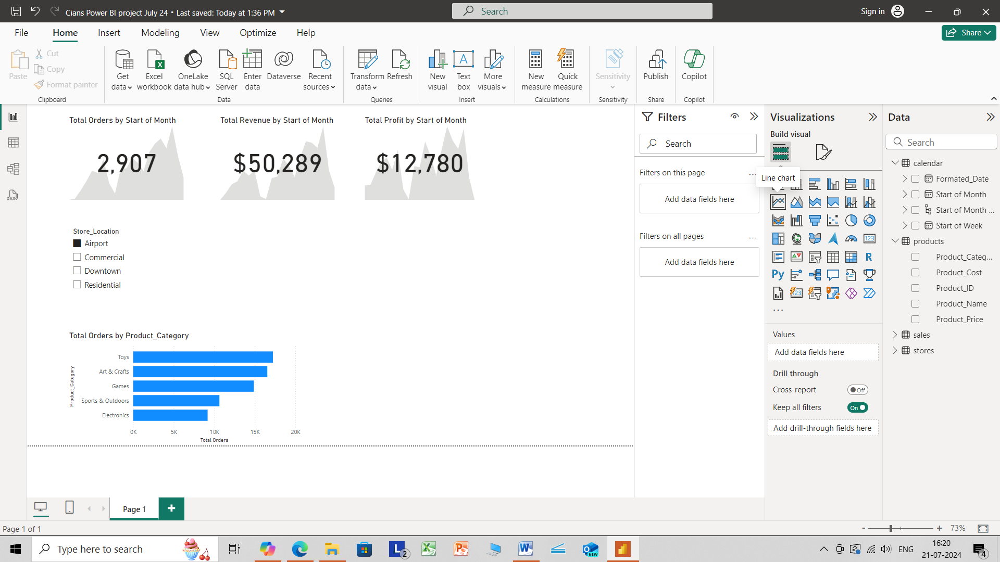 Cians Power BI project July 24 • Last saved: Today at 1:36 PM
Search
Sign in
File
Home
Insert
Modeling
View
Optimize
Help
Share
Paste
Cut
Copy
Format painter
Clipboard
Get data
Excel workbook
OneLake data hub
SQL Server
Enter data
Dataverse
Recent sources
Data
Transform data
Refresh
Queries
New visual
Text box
More visuals
Insert
New measure
Quick measure
Calculations
Sensitivity
Sensitivity
Publish
Share
Copilot
Copilot
Total Orders by Start of Month
2,907
Total Revenue by Start of Month
$50,289
Total Profit by Start of Month
$12,780
Store_Location
Airport
Commercial
Downtown
Residential
Total Orders by Product_Category
Product_Category
Toys
Art & Crafts
Games
Sports & Outdoors
Electronics
0K 5K 10K 15K 20K
Total Orders
Filters
Search
Filters on this page
...
Add data fields here
Filters on all pages
...
Add data fields here
Visualizations
Build visual
Line chart
123
R
Py
123
...
Values
Add data fields here
Drill through
Cross-report
Off
Keep all filters
On
Add drill-through fields here
Data
Search
calendar
Formated_Date
Start of Month
Start of Month ...
Start of Week
products
Product_Categ...
Product_Cost
Product_ID
Product_Name
Product_Price
sales
stores
Page 1
Page 1 of 1
- + 73%
Type here to search
L 2
NEW
ENG
16:20
21-07-2024
4